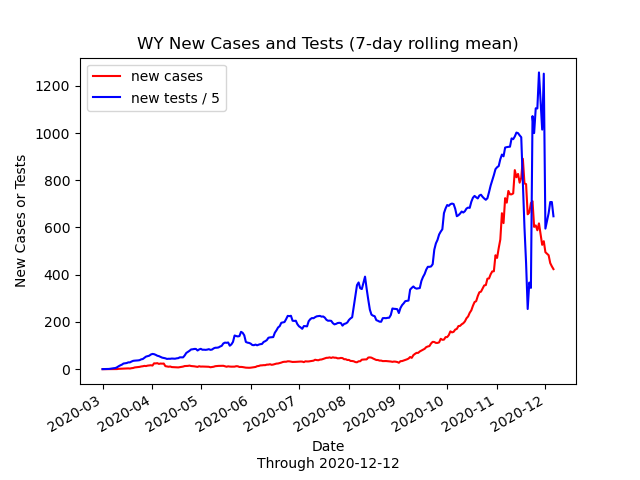 WY New Cases and Tests (7-day rolling mean)
new cases
new tests / 5
New Cases or Tests
1200
1000
800
600
400
200
0
2020-03
2020-04
2020-05
2020-06
2020-07
2020-08
2020-09
2020-10
2020-11
2020-12
Date
Through 2020-12-12